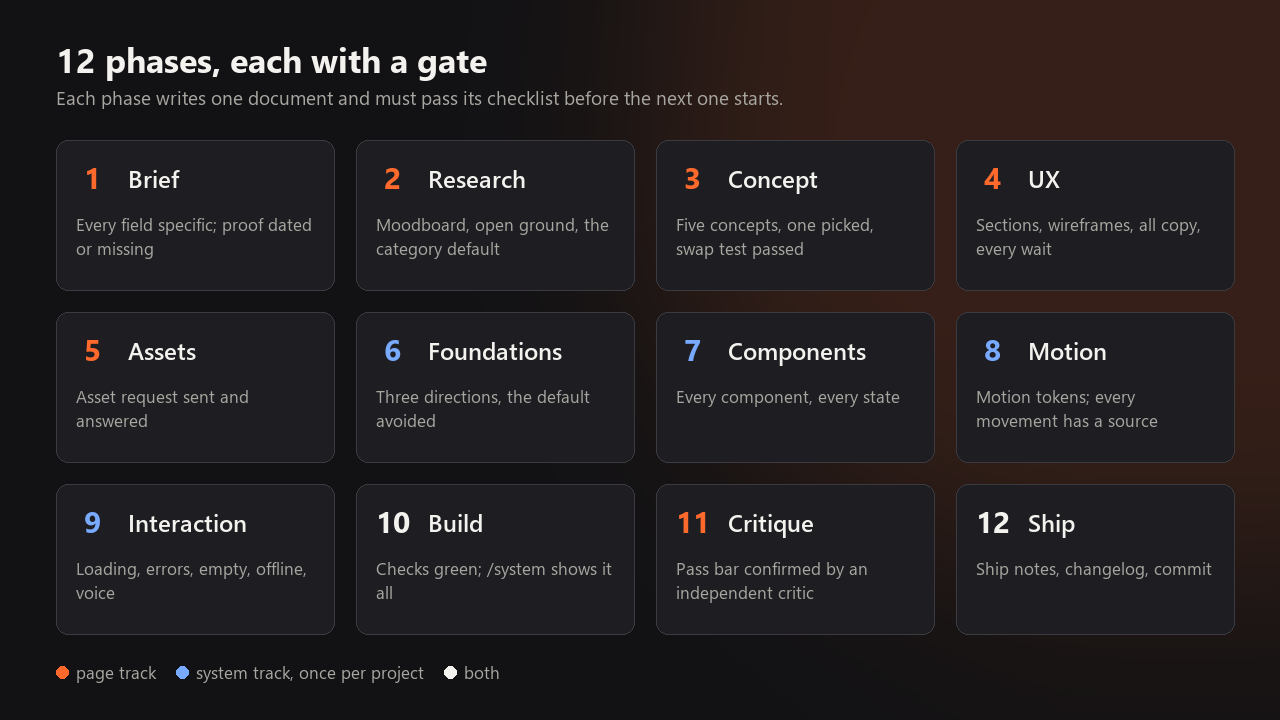 12 phases, each with a gate
Each phase writes one document and must pass its checklist before the next one starts.
1 Brief
Every field specific; proof dated
or missing
2 Research
Moodboard, open ground, the
category default
3 Concept
Five concepts, one picked,
swap test passed
4 UX
Sections, wireframes, all copy,
every wait
5 Assets
Asset request sent and
answered
6 Foundations
Three directions, the default
avoided
7 Components
Every component, every state
8 Motion
Motion tokens; every
movement has a source
9 Interaction
Loading, errors, empty, offline,
voice
10 Build
Checks green; /system shows it
all
11 Critique
Pass bar confirmed by an
independent critic
12 Ship
Ship notes, changelog, commit
page track
system track, once per project
both